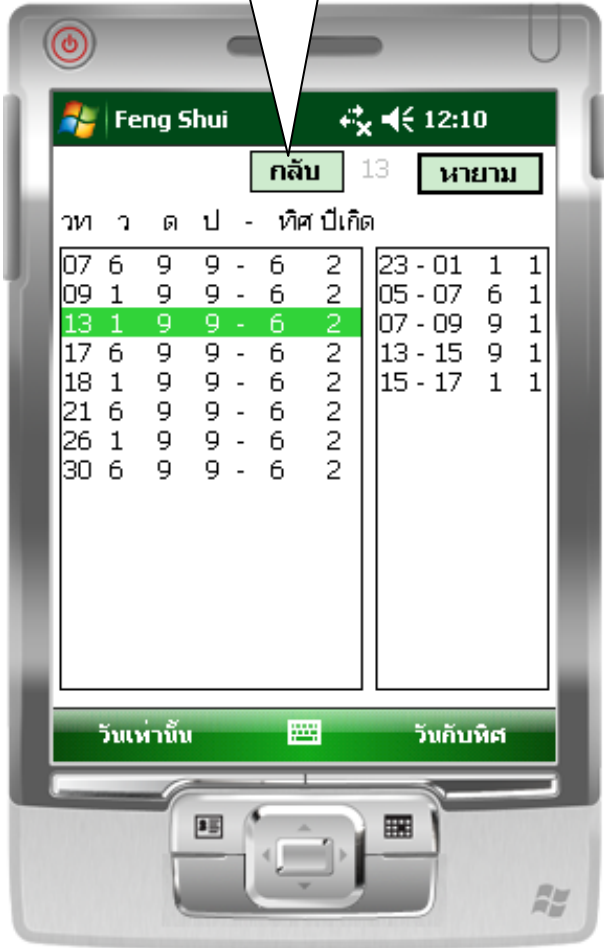 Feng Shui 12:10
กลับ 13 หายาม
วท ว ด ป - ทิศ ปีเกิด
07 6 9 9 - 6 2
09 1 9 9 - 6 2
13 1 9 9 - 6 2
17 6 9 9 - 6 2
18 1 9 9 - 6 2
21 6 9 9 - 6 2
26 1 9 9 - 6 2
30 6 9 9 - 6 2
23 - 01 1 1
05 - 07 6 1
07 - 09 9 1
13 - 15 9 1
15 - 17 1 1
วันเท่านั้น วันกับทิศ